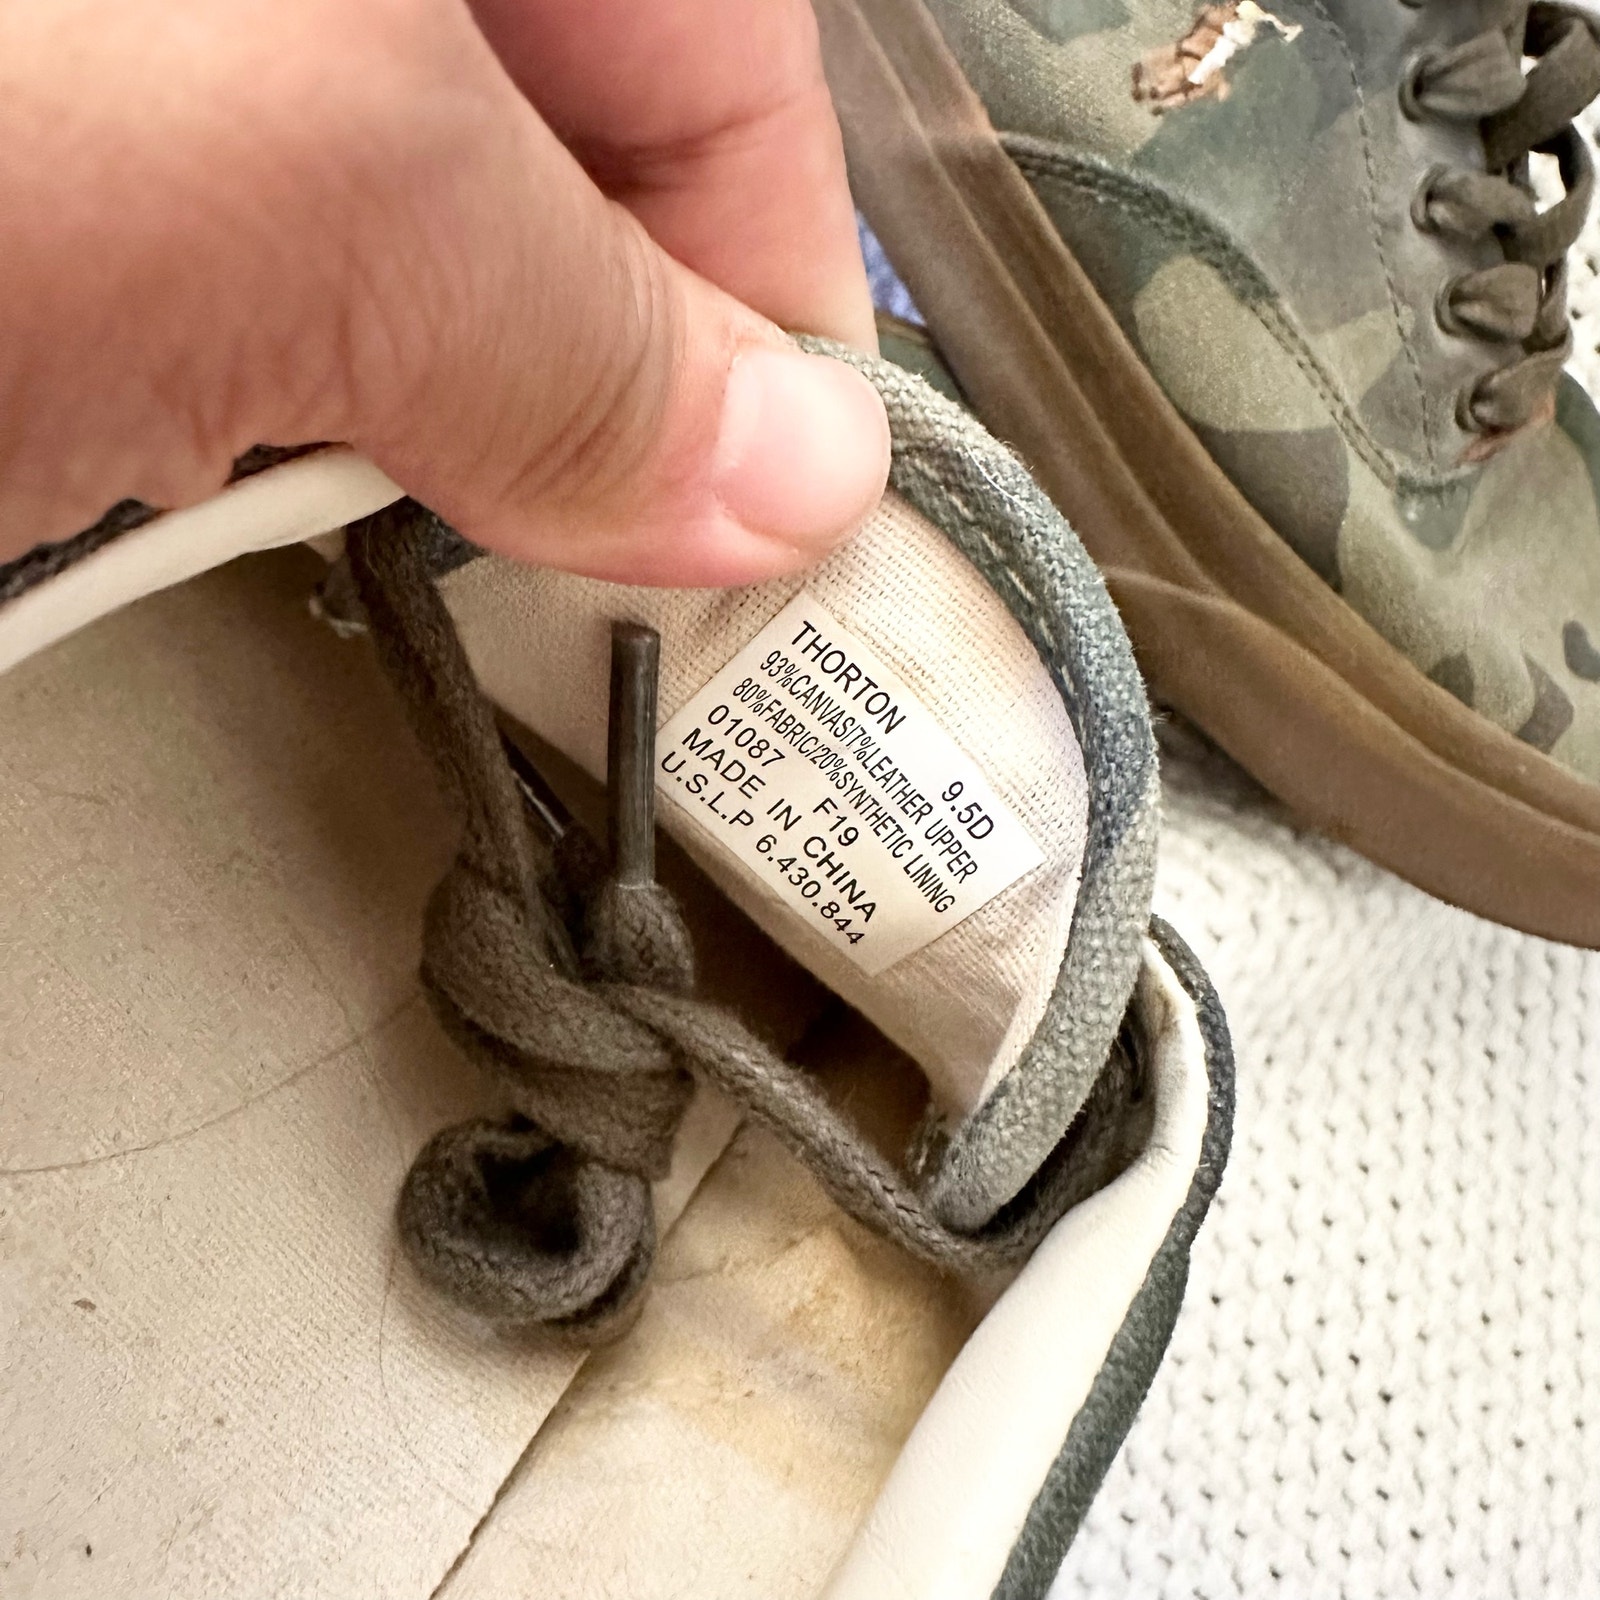 THORTON 9.5D
93%CANVAS/7%LEATHER UPPER
80%FABRIC/20%SYNTHETIC LINING
01087 F19
MADE IN CHINA
U.S.L.P 6.430.844